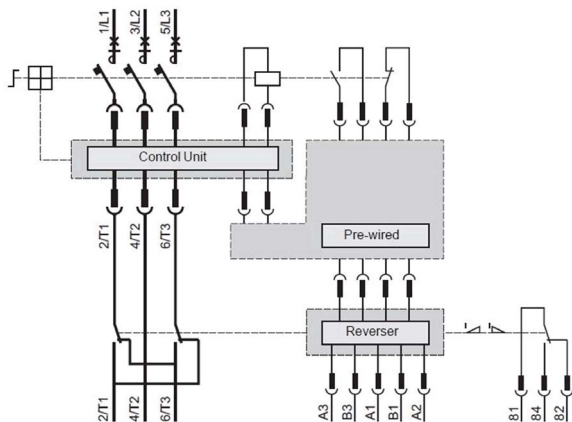 1/L1
3/L2
5/L3
Control Unit
2/T1
4/T2
6/T3
Pre-wired
Reverser
2/T1
4/T2
6/T3
A3
B3
A1
B1
A2
81
84
82